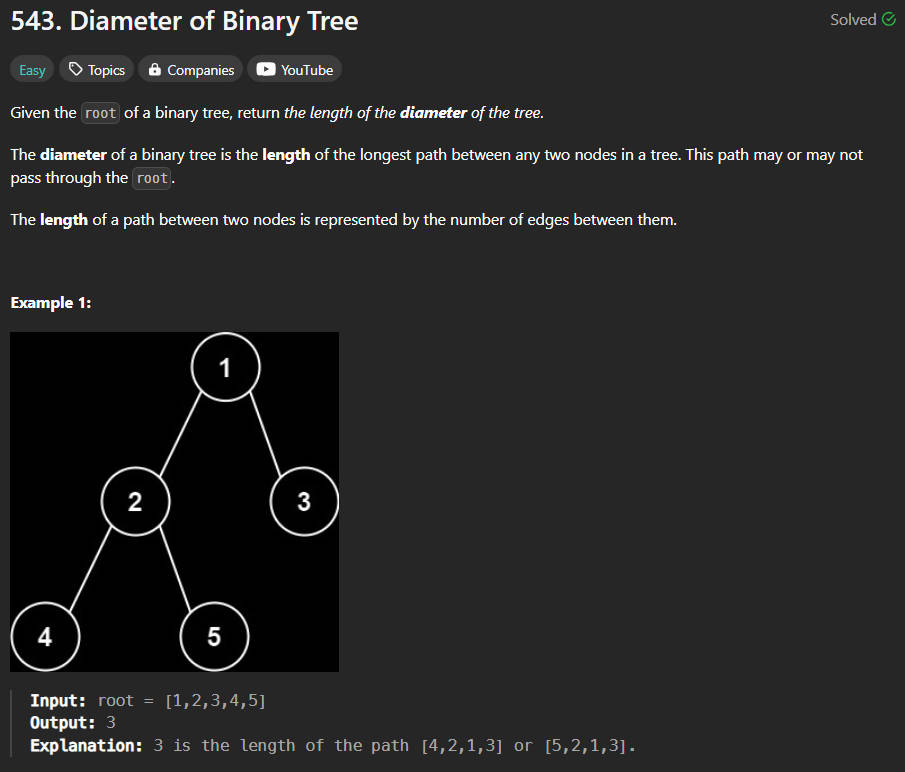 543. Diameter of Binary Tree
Solved
Easy
Topics
Companies
YouTube
Given the root of a binary tree, return the length of the diameter of the tree.
The diameter of a binary tree is the length of the longest path between any two nodes in a tree. This path may or may not
pass through the root.
The length of a path between two nodes is represented by the number of edges between them.
Example 1:
1
2
3
4
5
Input: root = [1,2,3,4,5]
Output: 3
Explanation: 3 is the length of the path [4,2,1,3] or [5,2,1,3].